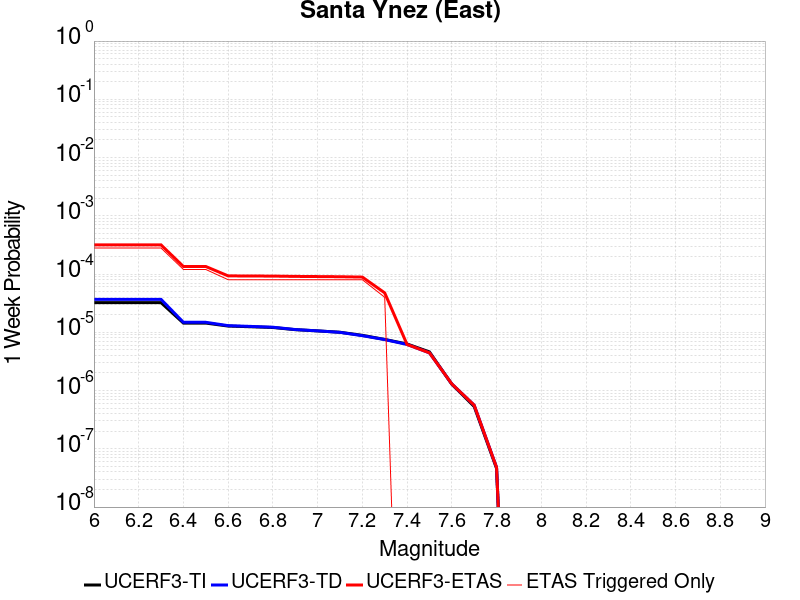 Santa Ynez (East)
10^0
10^-1
10^-2
10^-3
10^-4
10^-5
10^-6
10^-7
10^-8
1 Week Probability
6 6.2 6.4 6.6 6.8 7 7.2 7.4 7.6 7.8 8 8.2 8.4 8.6 8.8 9
Magnitude
UCERF3-TI UCERF3-TD UCERF3-ETAS ETAS Triggered Only